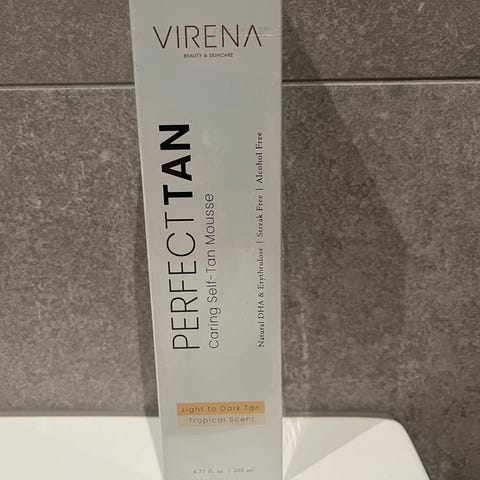 VIRENA
BEAUTY & SKINCARE
PERFECTTAN
Caring Self-Tan Mousse
Natural DHA & Erythrulose | Streak Free | Alcohol Free
Light to Dark Tan
Tropical Scent
6.77 fl. oz. | 200 ml